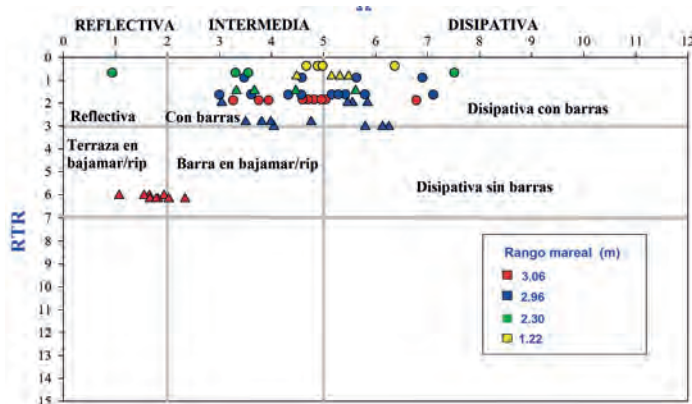 REFLECTIVA INTERMEDIA DISIPATIVA
0 1 2 3 4 5 6 7 8 9 10 11 12
0
1
2
3
4
5
6
7
8
9
10
11
12
13
14
15
RTR
Reflectiva
Con barras
Disipativa con barras
Terraza en
bajamar/rip
Barra en bajamar/rip
Disipativa sin barras
Rango mareal (m)
3.06
2.96
2.30
1.22